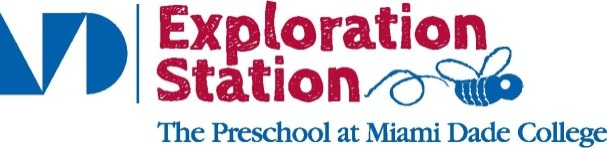 Exploration
Station
The Preschool at Miami Dade College